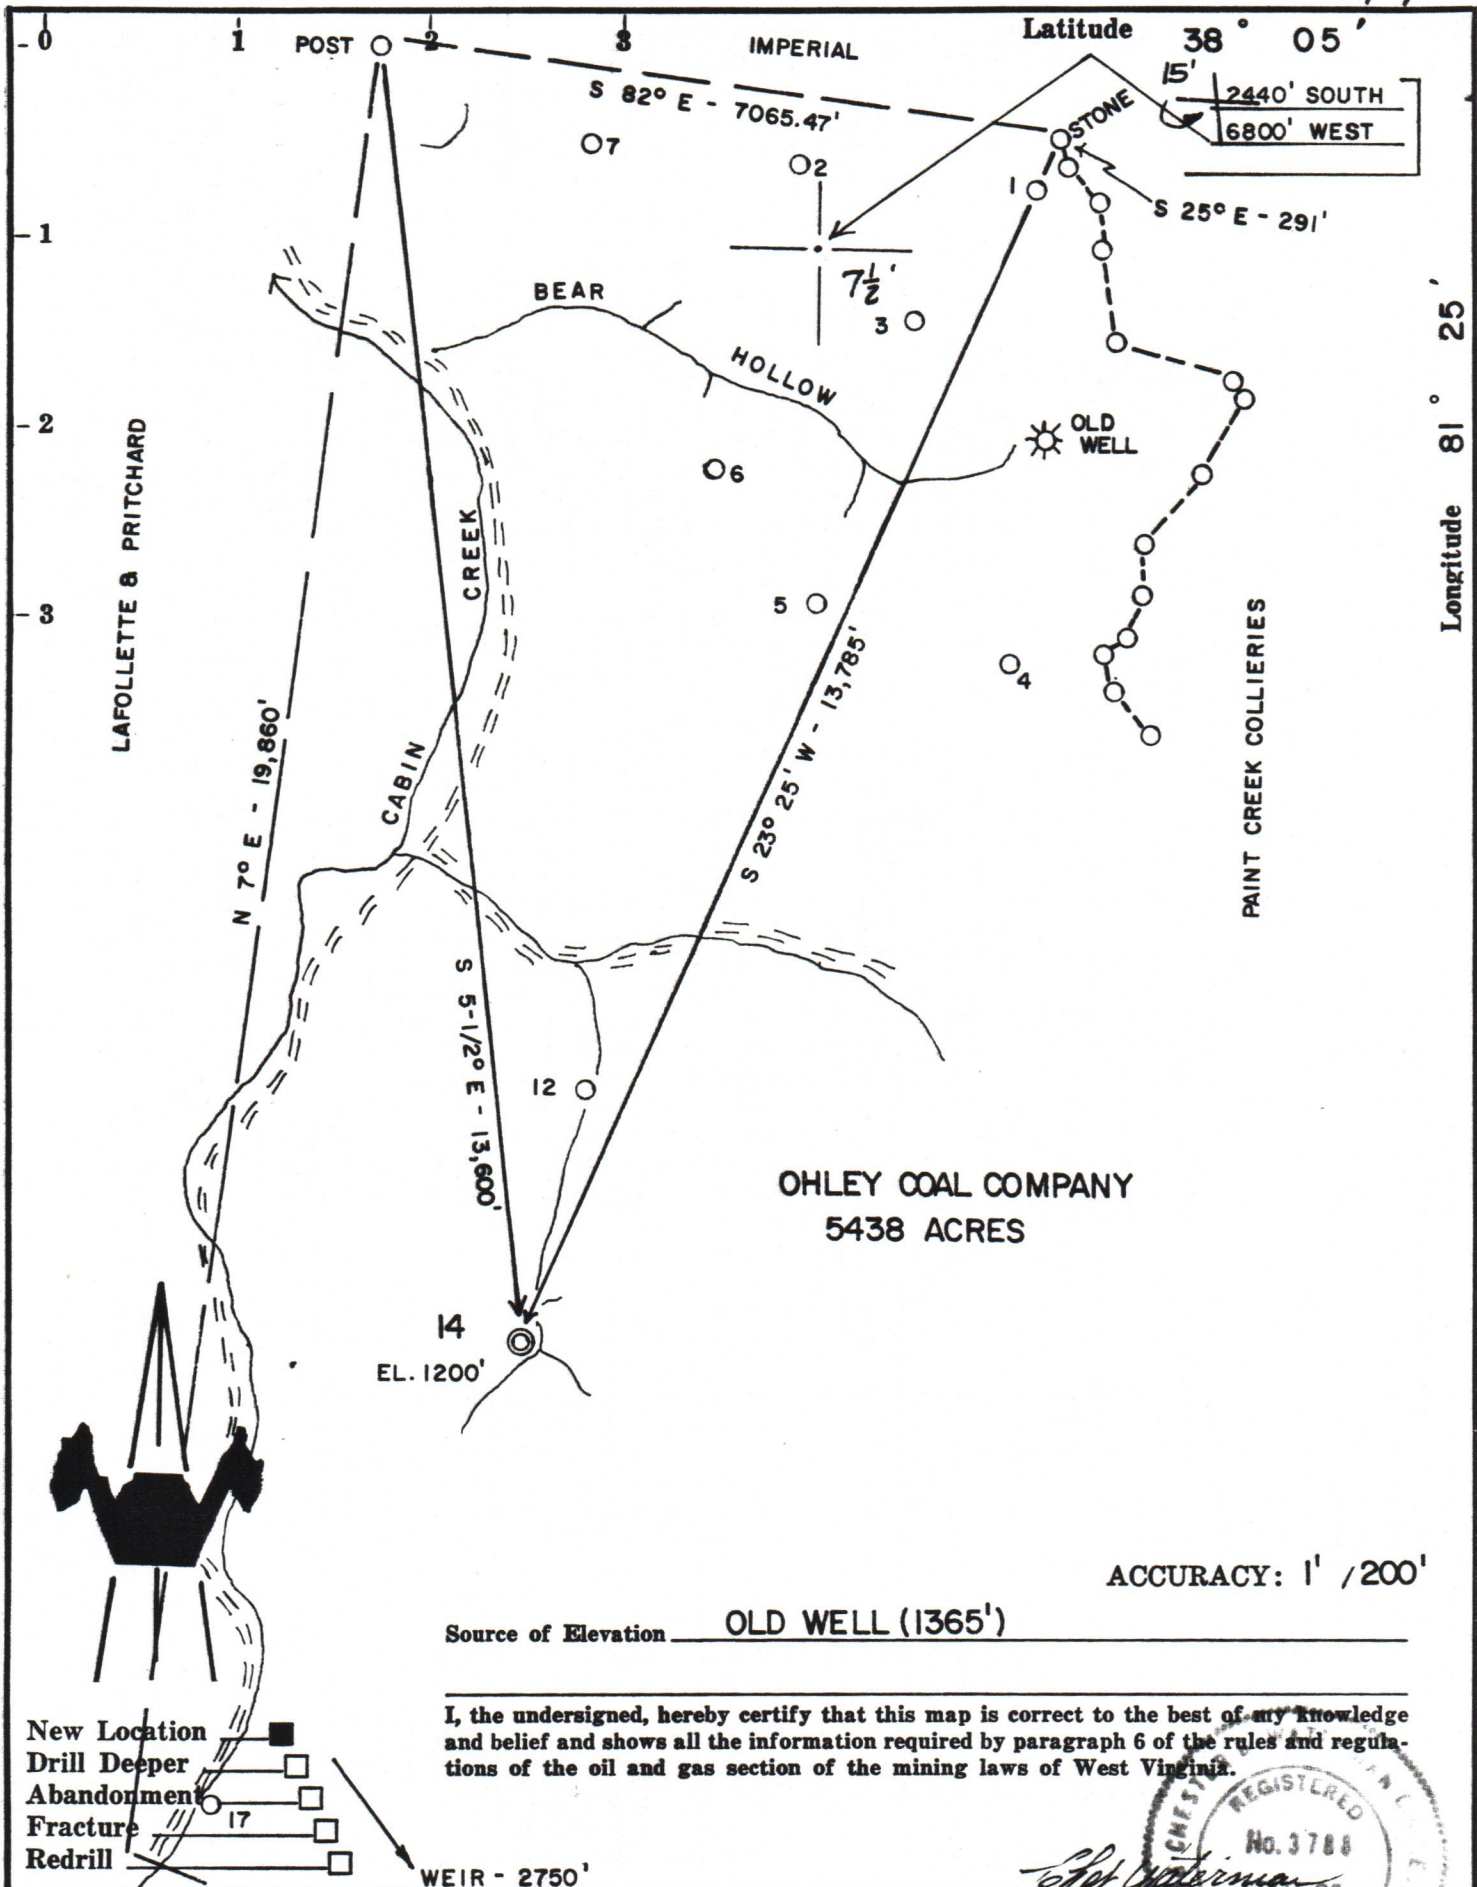 0 1 2 3
POST
IMPERIAL
Latitude 38° 05'
15'
2440' SOUTH
6800' WEST
S 82° E - 7065.47'
STONE
7
2
1
S 25° E - 291'
1
7½'
BEAR
HOLLOW
3
Longitude 81° 25'
2
OLD
WELL
6
LAFOLLETTE & PRITCHARD
CREEK
3
5
4
S 23° 25' W - 13,785'
PAINT CREEK COLLIERIES
N 7° E - 19,860'
CABIN
S 5-1/2° E - 13,600'
12
OHLEY COAL COMPANY
5438 ACRES
14
EL. 1200'
ACCURACY: 1' / 200'
Source of Elevation OLD WELL (1365')
I, the undersigned, hereby certify that this map is correct to the best of my knowledge
and belief and shows all the information required by paragraph 6 of the rules and regula-
tions of the oil and gas section of the mining laws of West Virginia.
New Location
Drill Deeper
Abandonment
17
Fracture
Redrill
WEIR - 2750'
REGISTERED
No. 3788
Chet Waterman